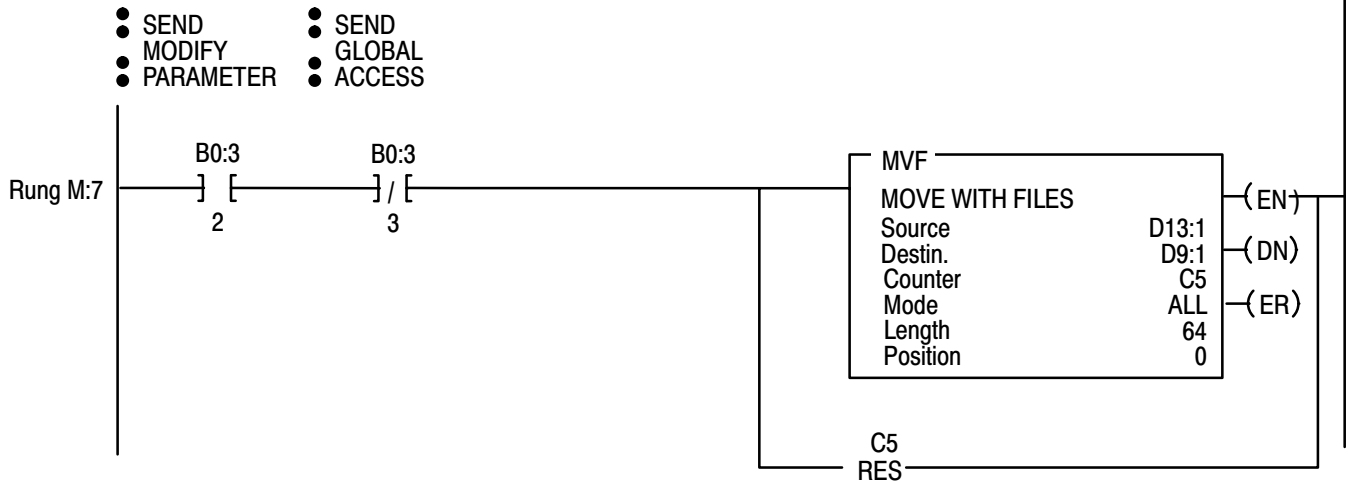 SEND
MODIFY
PARAMETER
SEND
GLOBAL
ACCESS
Rung M:7
B0:3
] [
2
B0:3
] / [
3
MVF
MOVE WITH FILES
Source D13:1
Destin. D9:1
Counter C5
Mode ALL
Length 64
Position 0
( EN )
( DN )
( ER )
C5
RES